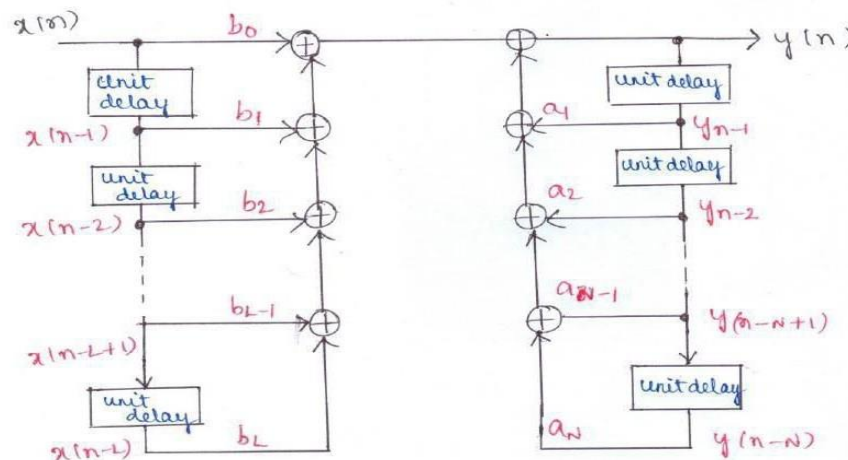 x(n) b0 y(n)
unit delay unit delay
x(n-1) b1 a1 yn-1
unit delay unit delay
x(n-2) b2 a2 yn-2
bL-1 aN-1
x(n-L+1) y(n-N+1)
unit delay unit delay
x(n-L) bL aN y(n-N)